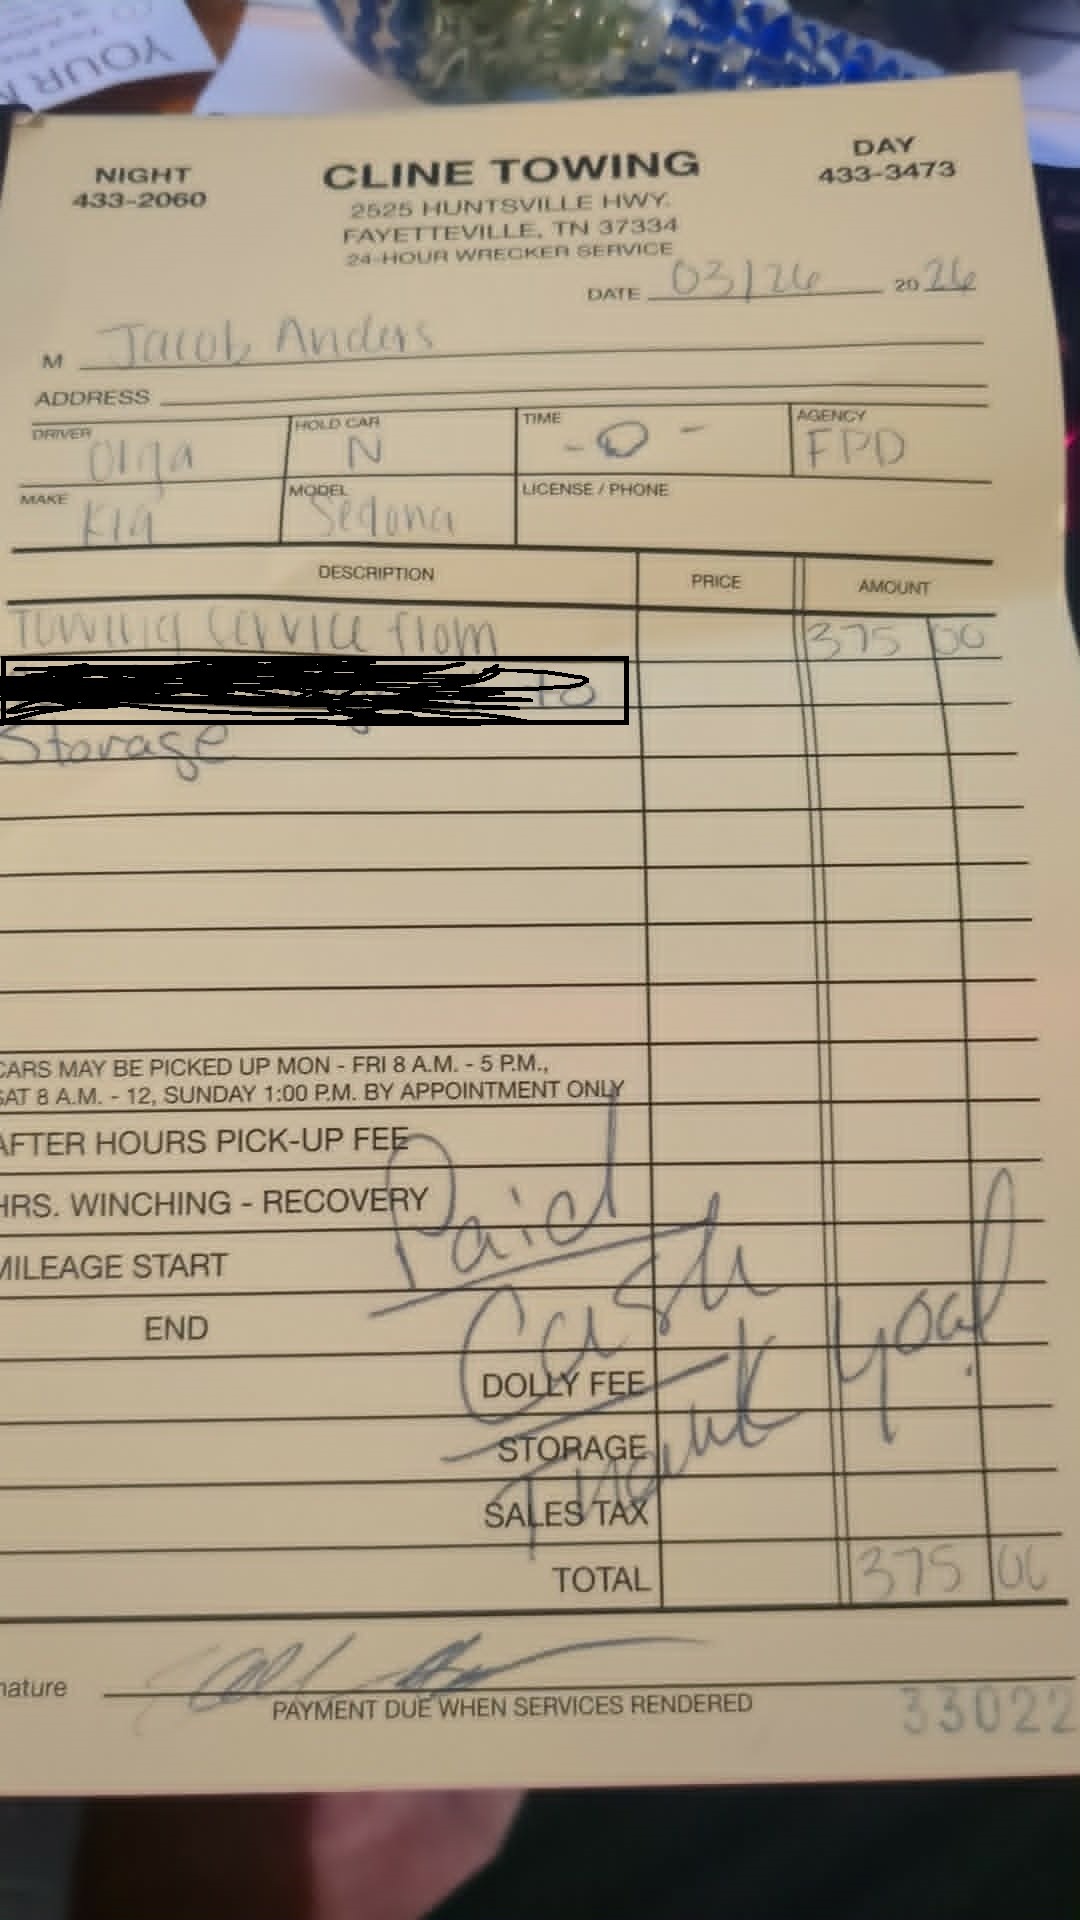 YOUR M
NIGHT
433-2060
CLINE TOWING
2525 HUNTSVILLE HWY.
FAYETTEVILLE, TN 37334
24-HOUR WRECKER SERVICE
DAY
433-3473
DATE 03/26 20 26
M Jacob Anders
ADDRESS
DRIVER Olga HOLD CAR N TIME -0- AGENCY FPD
MAKE Kia MODEL Sedona LICENSE / PHONE
DESCRIPTION PRICE AMOUNT
Towing Service from 375 00
to
Storage
CARS MAY BE PICKED UP MON - FRI 8 A.M. - 5 P.M.,
SAT 8 A.M. - 12, SUNDAY 1:00 P.M. BY APPOINTMENT ONLY
AFTER HOURS PICK-UP FEE
HRS. WINCHING - RECOVERY
Paid
MILEAGE START
Cash
END
DOLLY FEE
Thank you!
STORAGE
SALES TAX
TOTAL 375 00
nature
PAYMENT DUE WHEN SERVICES RENDERED
33022